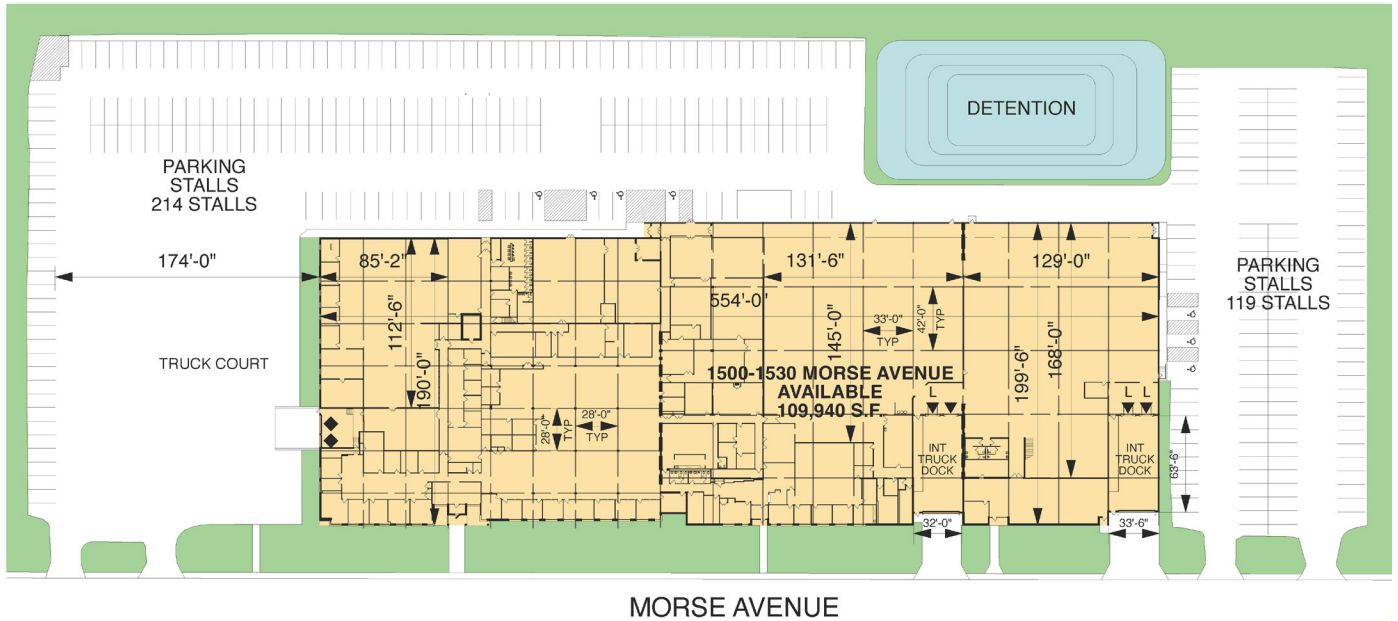 DETENTION
PARKING
STALLS
214 STALLS
174'-0"
85'-2"
131'-6"
129'-0"
PARKING
STALLS
119 STALLS
554'-0'
112'-6"
190'-0"
145'-0"
33'-0"
TYP
42'-0"
TYP
199'-6"
168'-0"
TRUCK COURT
1500-1530 MORSE AVENUE
AVAILABLE
109,940 S.F.
L
L
L
28'-0"
TYP
28'-0"
TYP
INT
TRUCK
DOCK
INT
TRUCK
DOCK
63'-6"
32'-0"
33'-6"
MORSE AVENUE